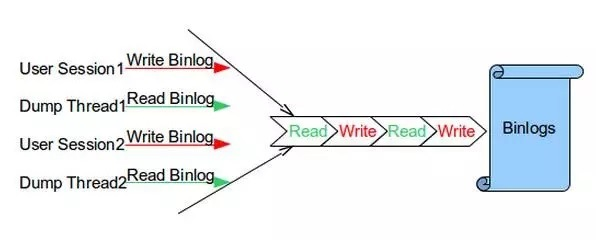 User Session1 Write Binlog
Dump Thread1 Read Binlog
User Session2 Write Binlog
Dump Thread2 Read Binlog
Read Write Read Write
Binlogs